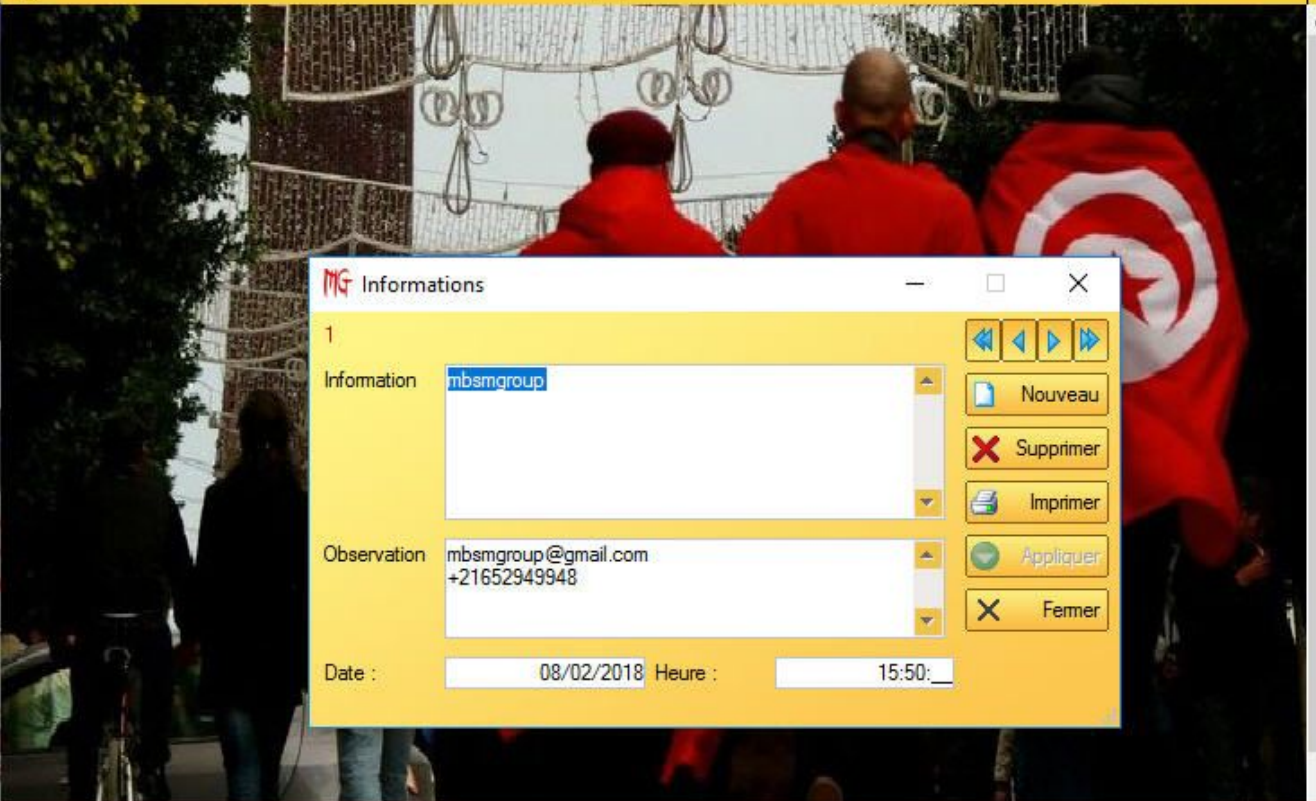 MG Informations
1
Information
mbsmgroup
Nouveau
Supprimer
Imprimer
Observation
mbsmgroup@gmail.com
+21652949948
Appliquer
Fermer
Date :
08/02/2018
Heure :
15:50:__